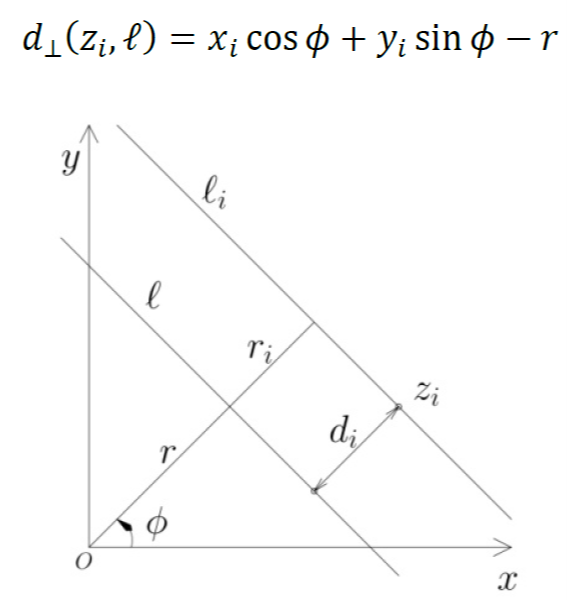 d⊥(zᵢ, ℓ) = xᵢ cos ϕ + yᵢ sin ϕ − r
y
ℓᵢ
ℓ
rᵢ
zᵢ
dᵢ
r
ϕ
O
x